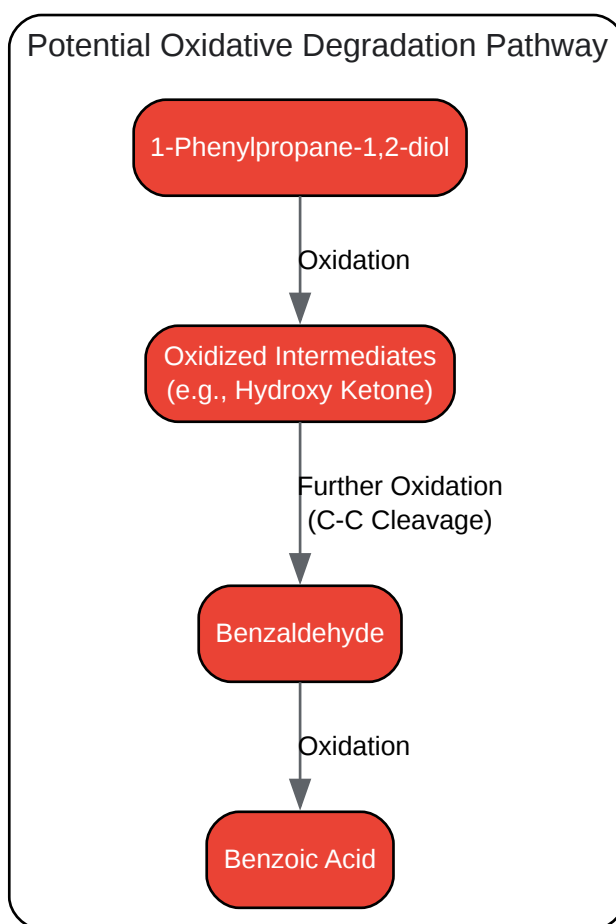 Potential Oxidative Degradation Pathway
1-Phenylpropane-1,2-diol
Oxidation
Oxidized Intermediates
(e.g., Hydroxy Ketone)
Further Oxidation
(C-C Cleavage)
Benzaldehyde
Oxidation
Benzoic Acid